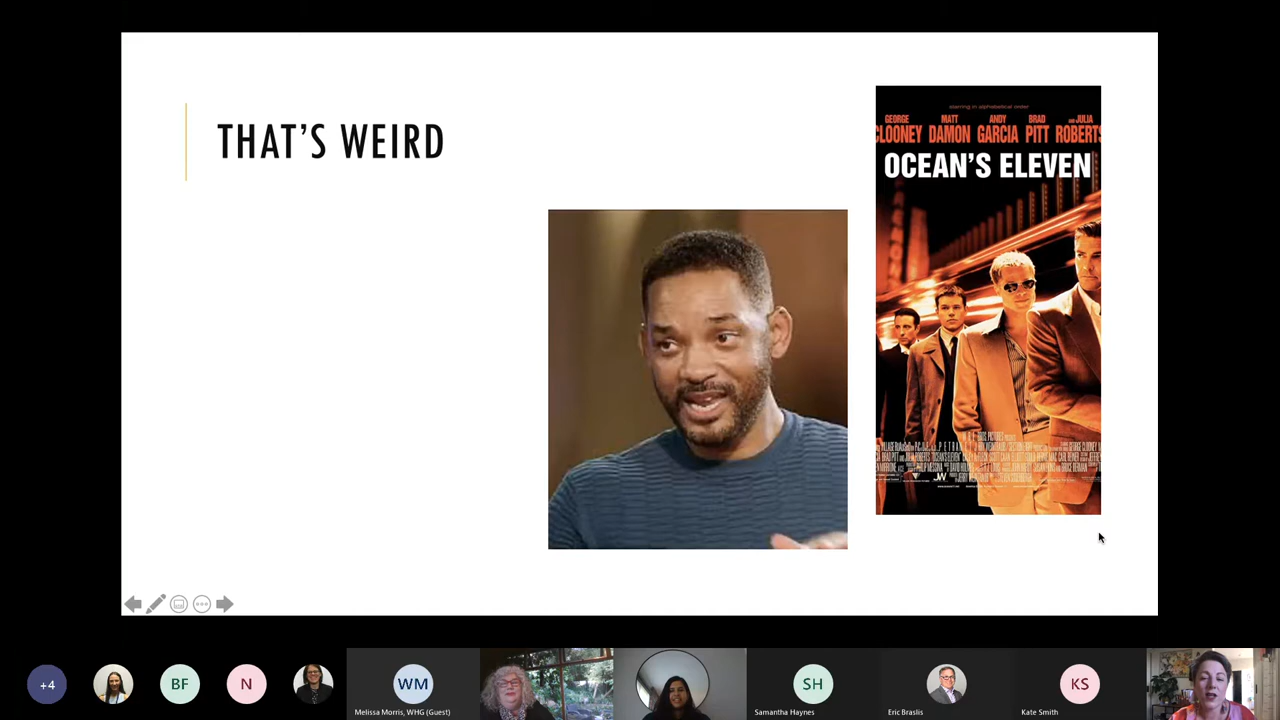 THAT'S WEIRD
starring in alphabetical order
GEORGE CLOONEY
MATT DAMON
ANDY GARCIA
BRAD PITT
AND JULIA ROBERTS
OCEAN'S ELEVEN
+4
BF
N
WM
Melissa Morris, WHG (Guest)
SH
Samantha Haynes
Eric Braslis
KS
Kate Smith